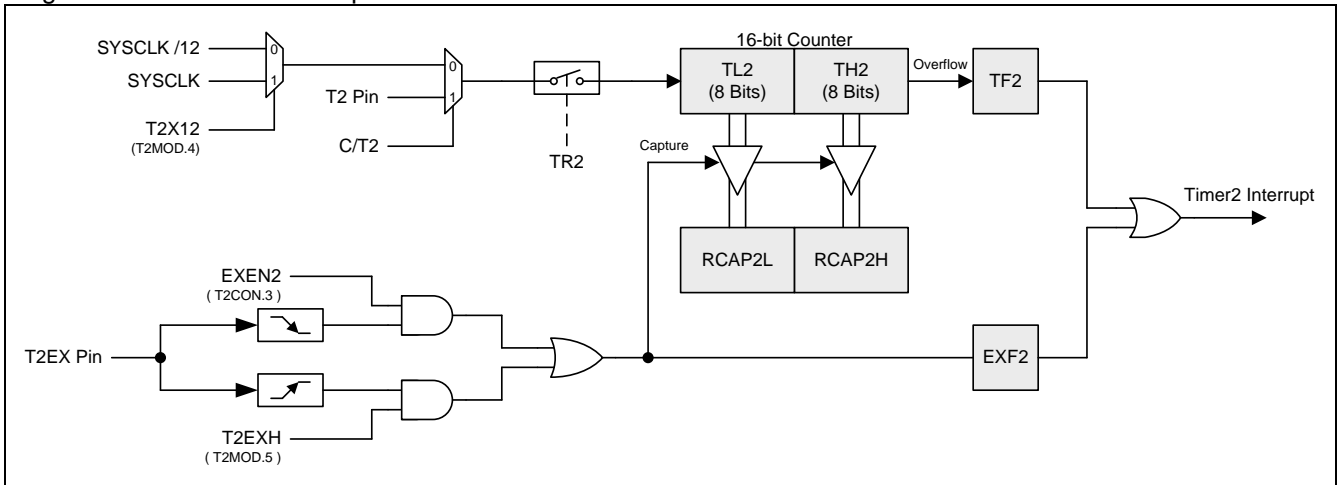 SYSCLK /12
0
SYSCLK
1
T2X12
(T2MOD.4)
0
T2 Pin
1
C/T2
TR2
16-bit Counter
TL2
(8 Bits)
TH2
(8 Bits)
Overflow
TF2
Capture
RCAP2L
RCAP2H
Timer2 Interrupt
EXEN2
( T2CON.3 )
T2EX Pin
T2EXH
( T2MOD.5 )
EXF2